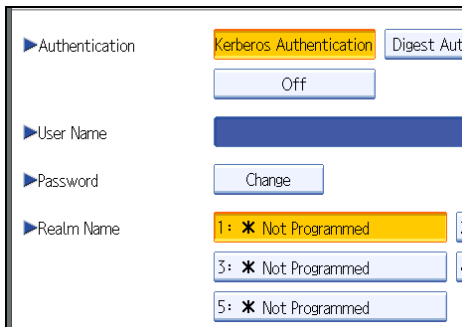 ▶Authentication
Kerberos Authentication
Digest Aut
Off
▶User Name
▶Password
Change
▶Realm Name
1: ✱ Not Programmed
3: ✱ Not Programmed
5: ✱ Not Programmed